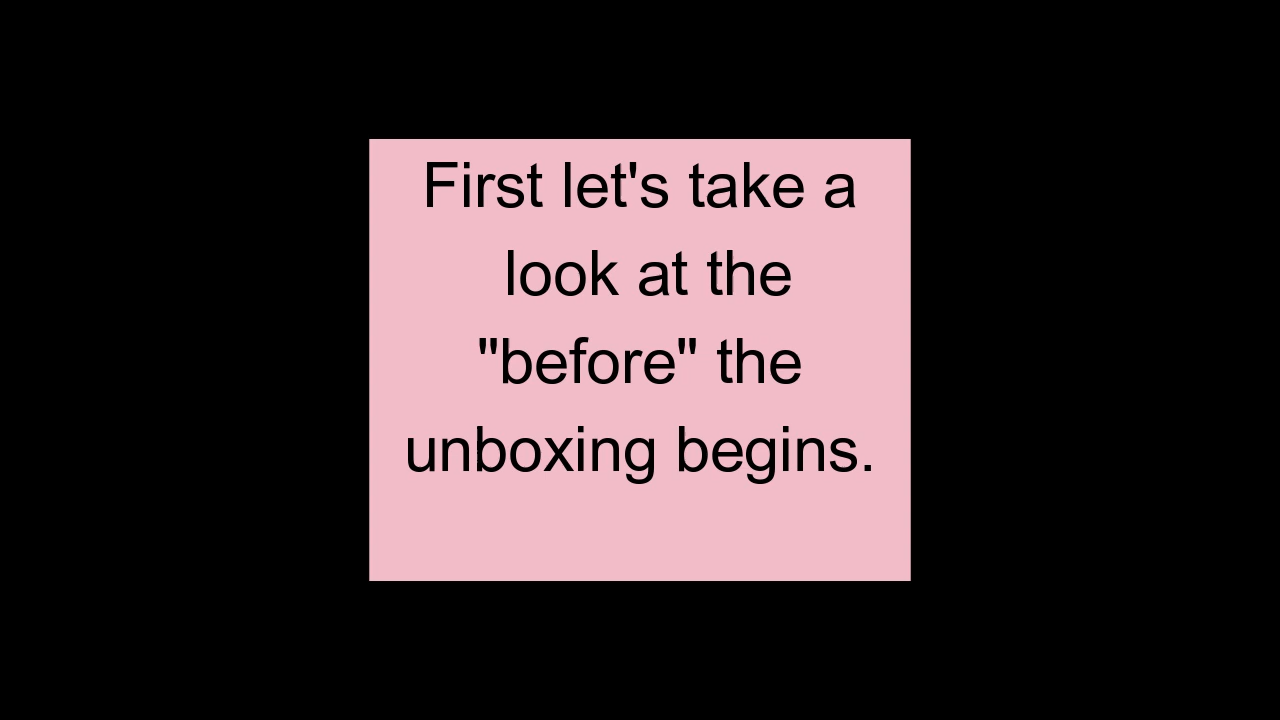 First let's take a
look at the
"before" the
unboxing begins.